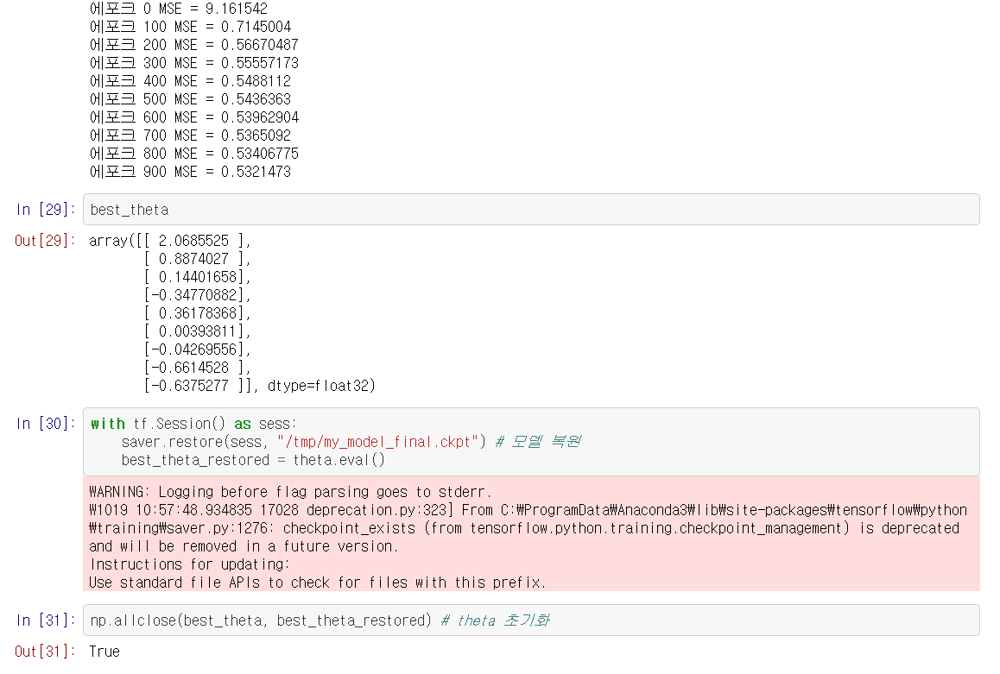 에포크 0 MSE = 9.161542
에포크 100 MSE = 0.7145004
에포크 200 MSE = 0.56670487
에포크 300 MSE = 0.55557173
에포크 400 MSE = 0.5488112
에포크 500 MSE = 0.5436363
에포크 600 MSE = 0.53962904
에포크 700 MSE = 0.5365092
에포크 800 MSE = 0.53406775
에포크 900 MSE = 0.5321473
In [29]: best_theta
Out[29]: array([[ 2.0685525 ],
[ 0.8874027 ],
[ 0.14401658],
[-0.34770882],
[ 0.36178368],
[ 0.00393811],
[-0.04269556],
[-0.6614528 ],
[-0.6375277 ]], dtype=float32)
In [30]: with tf.Session() as sess:
saver.restore(sess, "/tmp/my_model_final.ckpt") # 모델 복원
best_theta_restored = theta.eval()
WARNING: Logging before flag parsing goes to stderr.
W1019 10:57:48.934835 17028 deprecation.py:323] From C:₩ProgramData₩Anaconda3₩lib₩site-packages₩tensorflow₩python
₩training₩saver.py:1276: checkpoint_exists (from tensorflow.python.training.checkpoint_management) is deprecated
and will be removed in a future version.
Instructions for updating:
Use standard file APIs to check for files with this prefix.
In [31]: np.allclose(best_theta, best_theta_restored) # theta 초기화
Out[31]: True